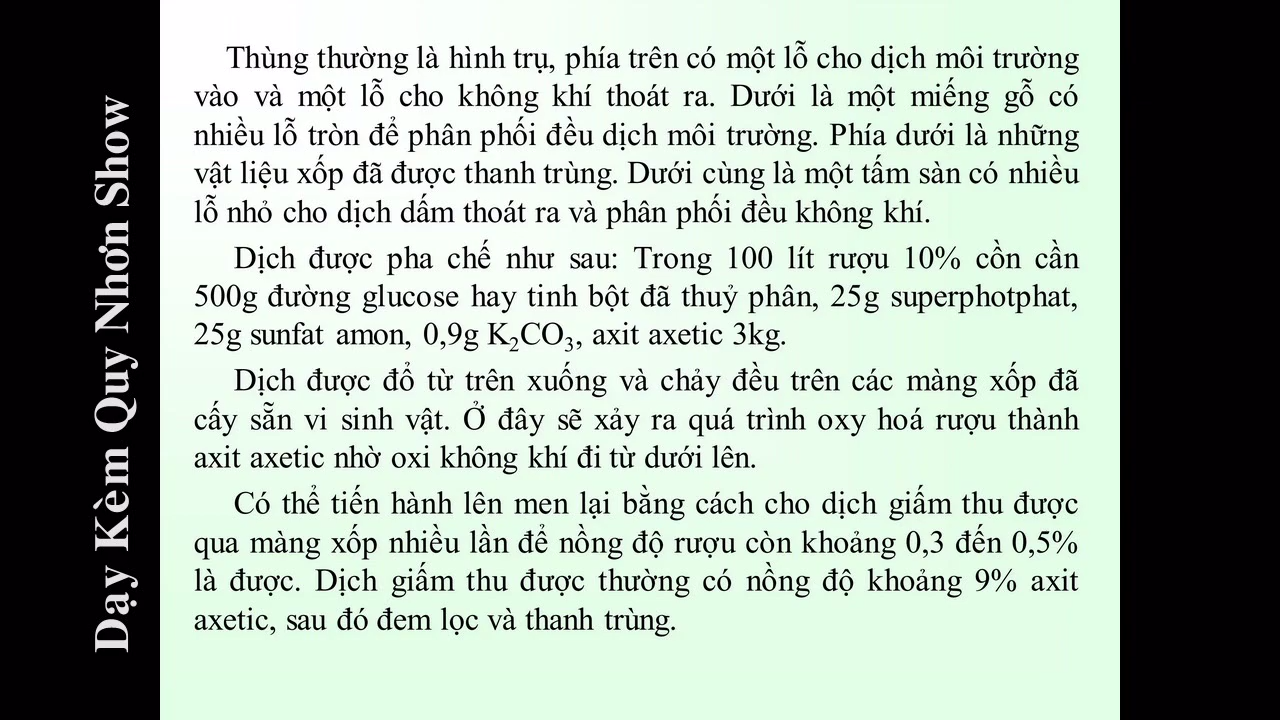 Dạy Kèm Quy Nhơn Show
Thùng thường là hình trụ, phía trên có một lỗ cho dịch môi trường
vào và một lỗ cho không khí thoát ra. Dưới là một miếng gỗ có
nhiều lỗ tròn để phân phối đều dịch môi trường. Phía dưới là những
vật liệu xốp đã được thanh trùng. Dưới cùng là một tấm sàn có nhiều
lỗ nhỏ cho dịch dấm thoát ra và phân phối đều không khí.
Dịch được pha chế như sau: Trong 100 lít rượu 10% cồn cần
500g đường glucose hay tinh bột đã thuỷ phân, 25g superphotphat,
25g sunfat amon, 0,9g K₂CO₃, axit axetic 3kg.
Dịch được đổ từ trên xuống và chảy đều trên các màng xốp đã
cấy sẵn vi sinh vật. Ở đây sẽ xảy ra quá trình oxy hoá rượu thành
axit axetic nhờ oxi không khí đi từ dưới lên.
Có thể tiến hành lên men lại bằng cách cho dịch giấm thu được
qua màng xốp nhiều lần để nồng độ rượu còn khoảng 0,3 đến 0,5%
là được. Dịch giấm thu được thường có nồng độ khoảng 9% axit
axetic, sau đó đem lọc và thanh trùng.